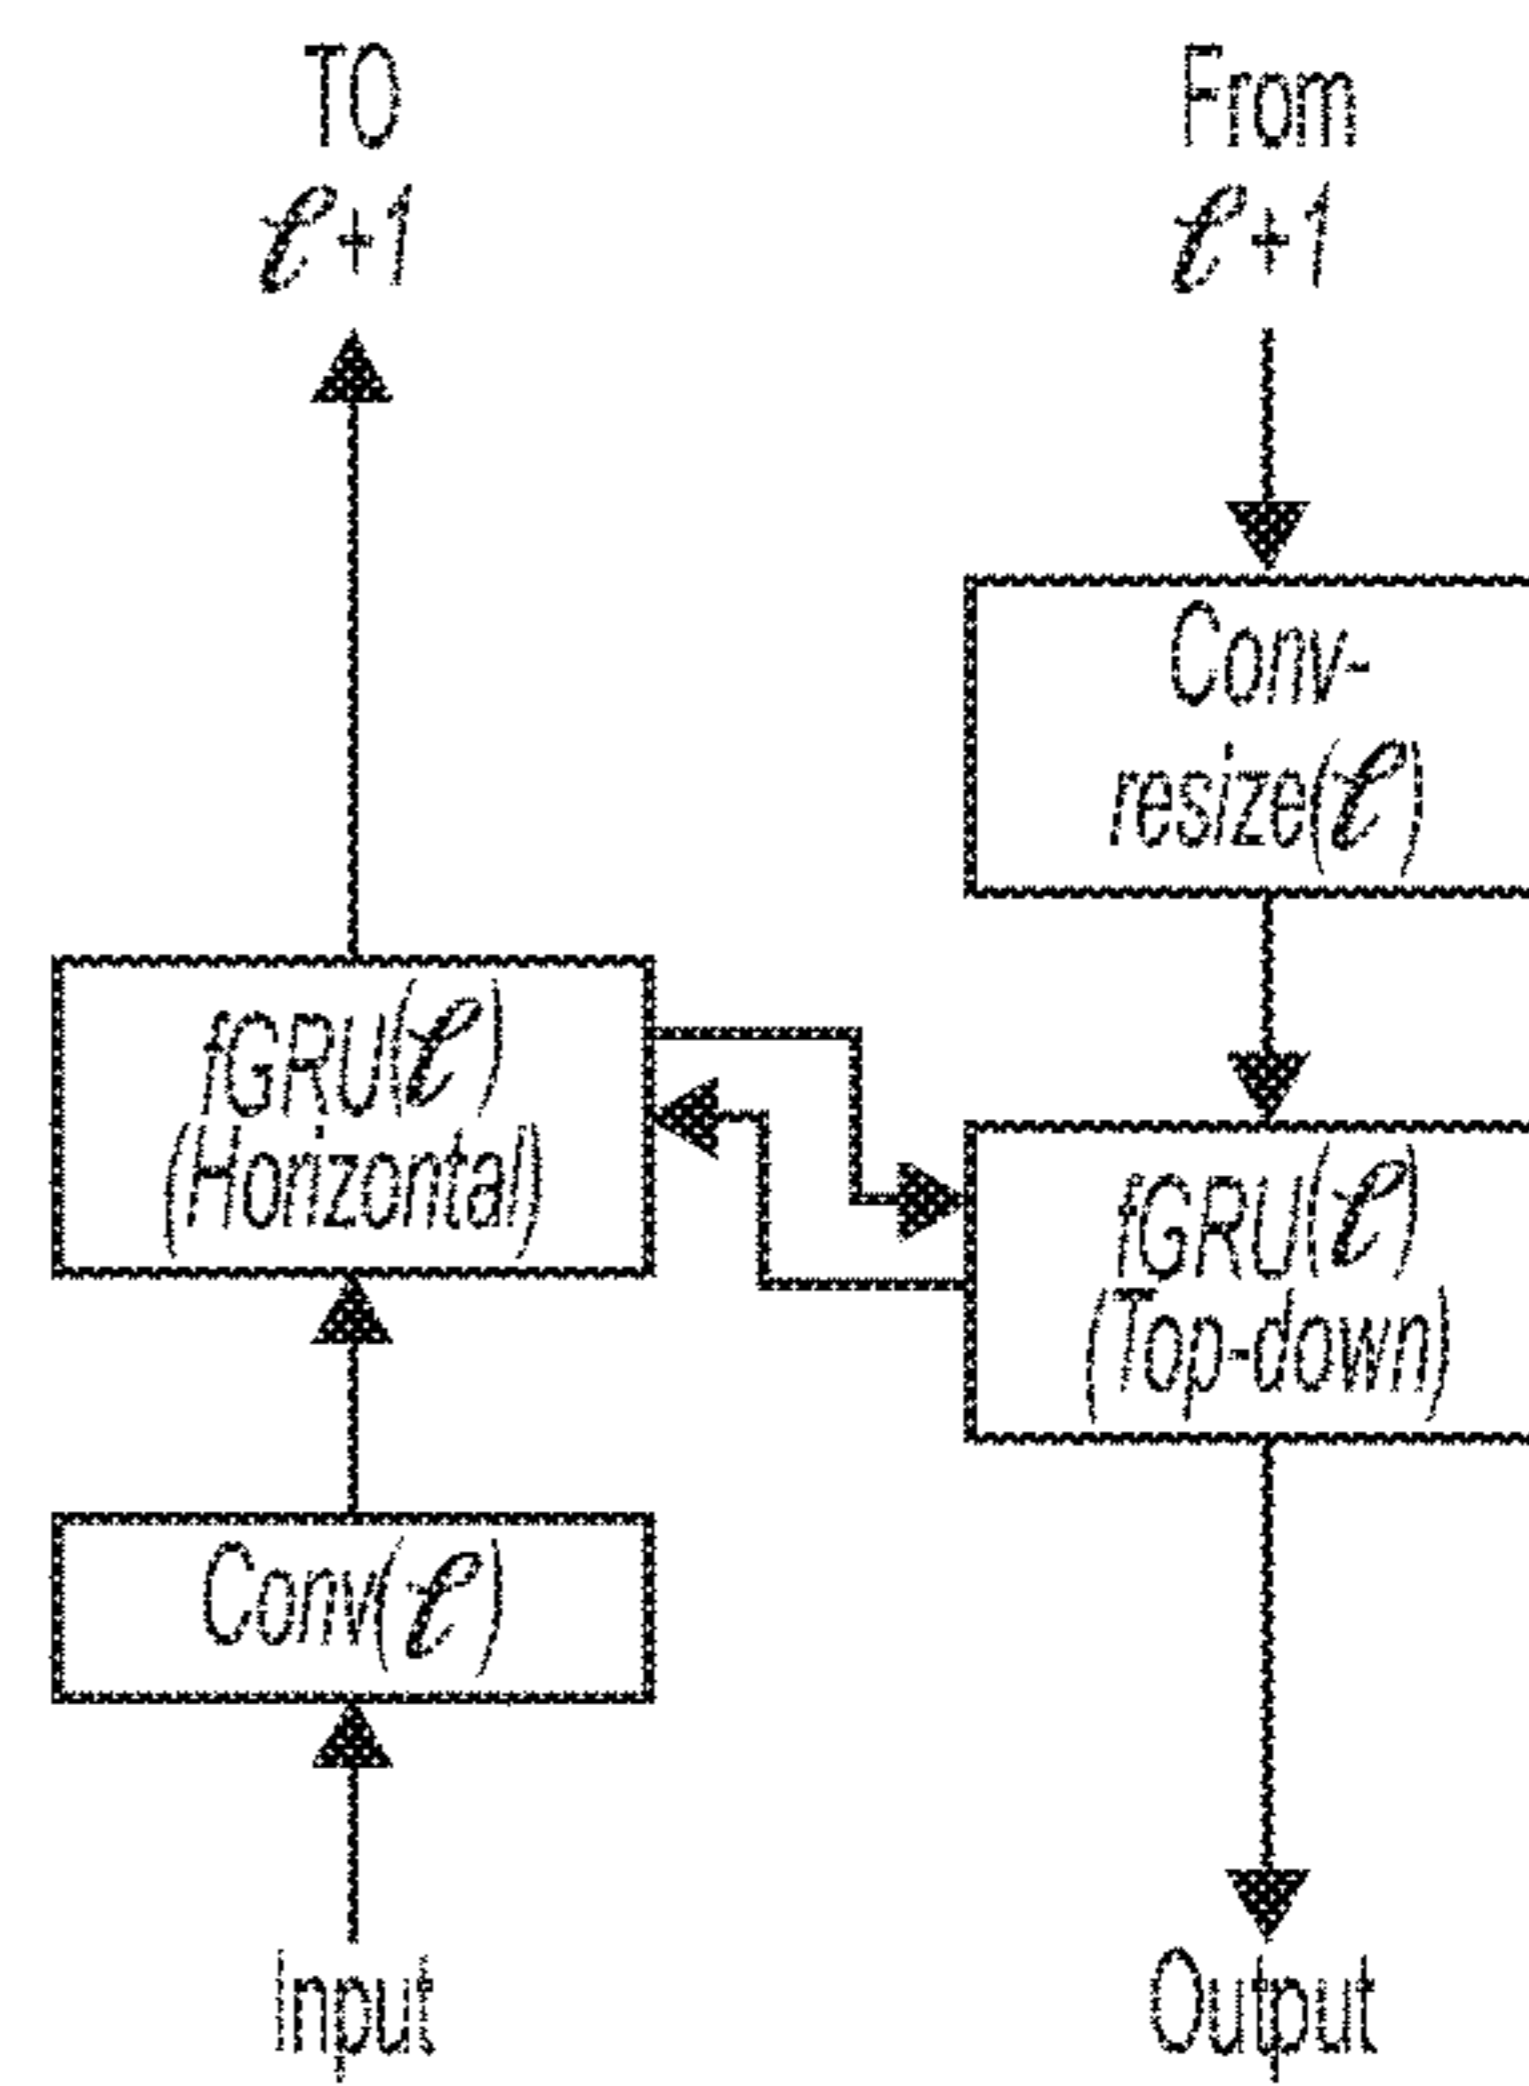 TO
ℓ+1
From
ℓ+1
Conv-
resize(ℓ)
fGRU(ℓ)
(Horizontal)
fGRU(ℓ)
(Top-down)
Conv(ℓ)
Input
Output